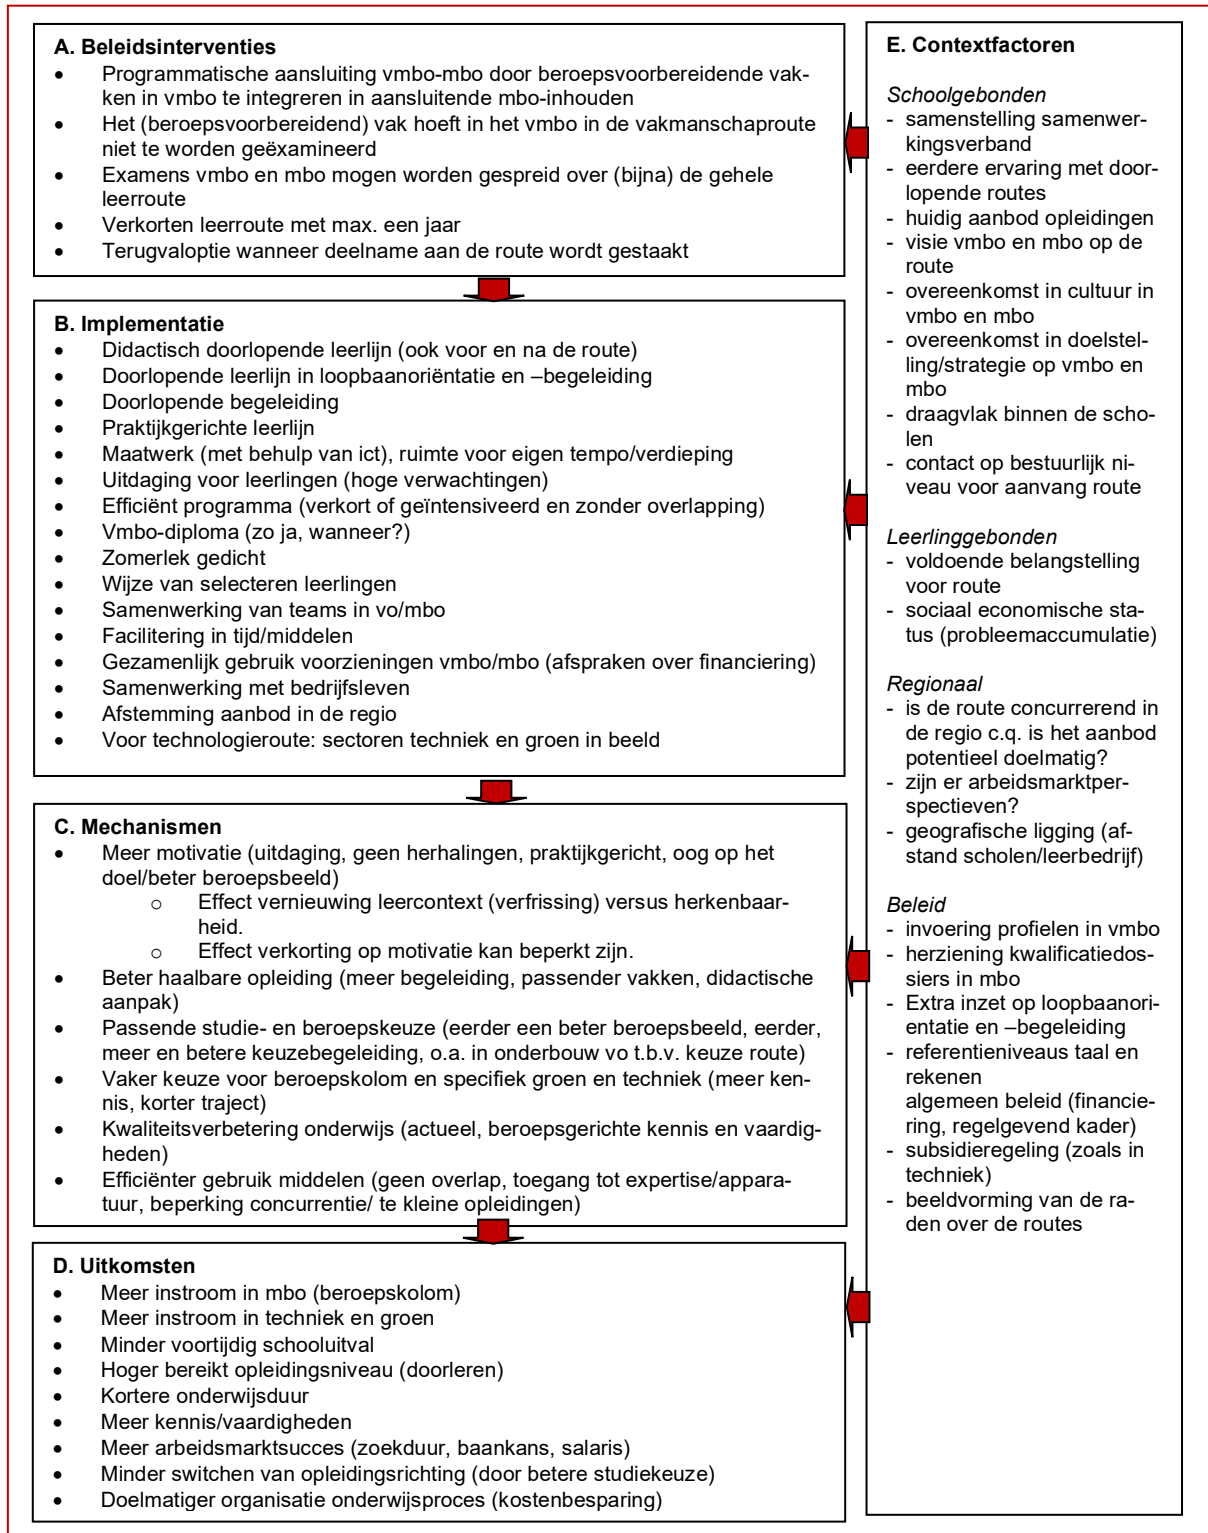 A. Beleidsinterventies
• Programmatische aansluiting vmbo-mbo door beroepsvoorbereidende vak-
ken in vmbo te integreren in aansluitende mbo-inhouden
• Het (beroepsvoorbereidend) vak hoeft in het vmbo in de vakmanschaproute
niet te worden geëxamineerd
• Examens vmbo en mbo mogen worden gespreid over (bijna) de gehele
leerroute
• Verkorten leerroute met max. een jaar
• Terugvaloptie wanneer deelname aan de route wordt gestaakt
B. Implementatie
• Didactisch doorlopende leerlijn (ook voor en na de route)
• Doorlopende leerlijn in loopbaanoriëntatie en –begeleiding
• Doorlopende begeleiding
• Praktijkgerichte leerlijn
• Maatwerk (met behulp van ict), ruimte voor eigen tempo/verdieping
• Uitdaging voor leerlingen (hoge verwachtingen)
• Efficiënt programma (verkort of geïntensiveerd en zonder overlapping)
• Vmbo-diploma (zo ja, wanneer?)
• Zomerlek gedicht
• Wijze van selecteren leerlingen
• Samenwerking van teams in vo/mbo
• Facilitering in tijd/middelen
• Gezamenlijk gebruik voorzieningen vmbo/mbo (afspraken over financiering)
• Samenwerking met bedrijfsleven
• Afstemming aanbod in de regio
• Voor technologieroute: sectoren techniek en groen in beeld
C. Mechanismen
• Meer motivatie (uitdaging, geen herhalingen, praktijkgericht, oog op het
doel/beter beroepsbeeld)
o Effect vernieuwing leercontext (verfrissing) versus herkenbaar-
heid.
o Effect verkorting op motivatie kan beperkt zijn.
• Beter haalbare opleiding (meer begeleiding, passender vakken, didactische
aanpak)
• Passende studie- en beroepskeuze (eerder een beter beroepsbeeld, eerder,
meer en betere keuzebegeleiding, o.a. in onderbouw vo t.b.v. keuze route)
• Vaker keuze voor beroepskolom en specifiek groen en techniek (meer ken-
nis, korter traject)
• Kwaliteitsverbetering onderwijs (actueel, beroepsgerichte kennis en vaardig-
heden)
• Efficiënter gebruik middelen (geen overlap, toegang tot expertise/appara-
tuur, beperking concurrentie/ te kleine opleidingen)
D. Uitkomsten
• Meer instroom in mbo (beroepskolom)
• Meer instroom in techniek en groen
• Minder voortijdig schooluitval
• Hoger bereikt opleidingsniveau (doorleren)
• Kortere onderwijsduur
• Meer kennis/vaardigheden
• Meer arbeidsmarktsucces (zoekduur, baankans, salaris)
• Minder switchen van opleidingsrichting (door betere studiekeuze)
• Doelmatiger organisatie onderwijsproces (kostenbesparing)
E. Contextfactoren
Schoolgebonden
- samenstelling samenwer-
kingsverband
- eerdere ervaring met door-
lopende routes
- huidig aanbod opleidingen
- visie vmbo en mbo op de
route
- overeenkomst in cultuur in
vmbo en mbo
- overeenkomst in doelstel-
ling/strategie op vmbo en
mbo
- draagvlak binnen de scho-
len
- contact op bestuurlijk ni-
veau voor aanvang route
Leerlinggebonden
- voldoende belangstelling
voor route
- sociaal economische sta-
tus (probleemaccumulatie)
Regionaal
- is de route concurrerend in
de regio c.q. is het aanbod
potentieel doelmatig?
- zijn er arbeidsmarktper-
spectieven?
- geografische ligging (af-
stand scholen/leerbedrijf)
Beleid
- invoering profielen in vmbo
- herziening kwalificatiedos-
siers in mbo
- Extra inzet op loopbaanori-
entatie en –begeleiding
- referentieniveaus taal en
rekenen
algemeen beleid (financie-
ring, regelgevend kader)
- subsidieregeling (zoals in
techniek)
- beeldvorming van de ra-
den over de routes